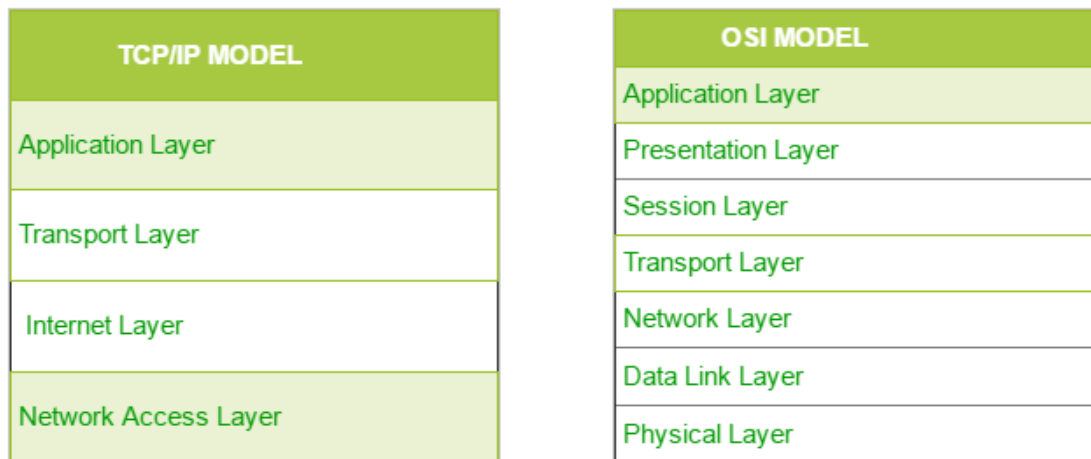 TCP/IP MODEL
Application Layer
Transport Layer
Internet Layer
Network Access Layer
OSI MODEL
Application Layer
Presentation Layer
Session Layer
Transport Layer
Network Layer
Data Link Layer
Physical Layer